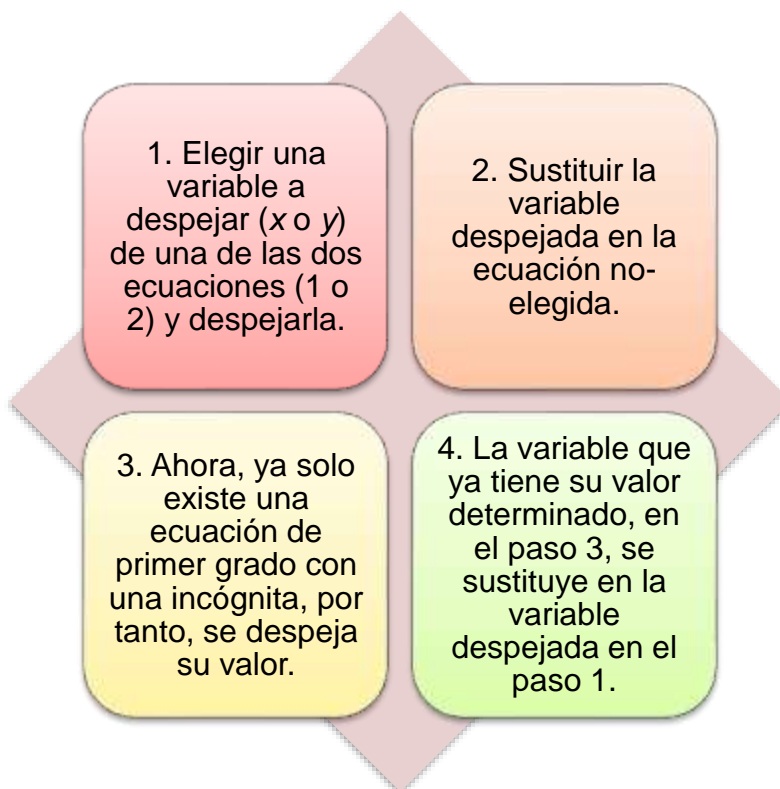 1. Elegir una
variable a
despejar (x o y)
de una de las dos
ecuaciones (1 o
2) y despejarla.
2. Sustituir la
variable
despejada en la
ecuación no-
elegida.
3. Ahora, ya solo
existe una
ecuación de
primer grado con
una incógnita, por
tanto, se despeja
su valor.
4. La variable que
ya tiene su valor
determinado, en
el paso 3, se
sustituye en la
variable
despejada en el
paso 1.